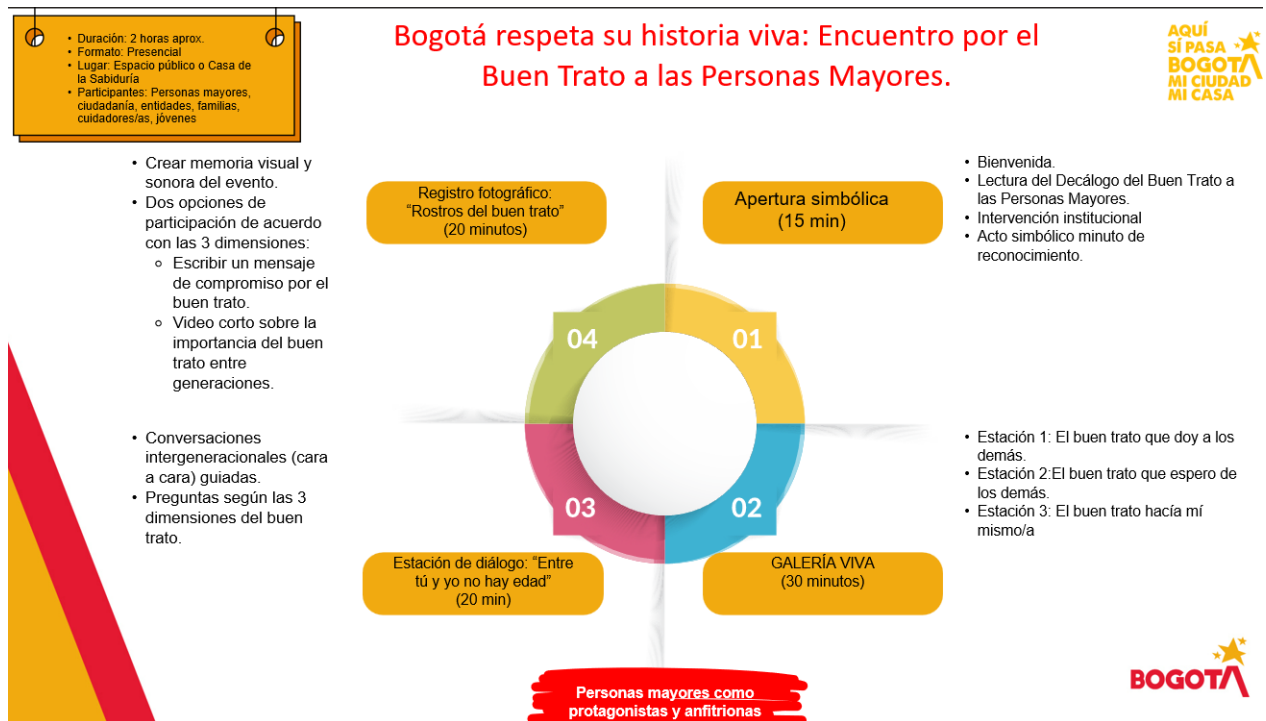 • Duración: 2 horas aprox.
• Formato: Presencial
• Lugar: Espacio público o Casa de
la Sabiduría
• Participantes: Personas mayores,
ciudadanía, entidades, familias,
cuidadores/as, jóvenes
Bogotá respeta su historia viva: Encuentro por el
Buen Trato a las Personas Mayores.
AQUÍ
SÍ PASA
BOGOTÁ
MI CIUDAD
MI CASA
• Crear memoria visual y
sonora del evento.
• Dos opciones de
participación de acuerdo
con las 3 dimensiones:
o Escribir un mensaje
de compromiso por el
buen trato.
o Video corto sobre la
importancia del buen
trato entre
generaciones.
Registro fotográfico:
“Rostros del buen trato”
(20 minutos)
Apertura simbólica
(15 min)
• Bienvenida.
• Lectura del Decálogo del Buen Trato a
las Personas Mayores.
• Intervención institucional
• Acto simbólico minuto de
reconocimiento.
04
01
03
02
• Conversaciones
intergeneracionales (cara
a cara) guiadas.
• Preguntas según las 3
dimensiones del buen
trato.
Estación de diálogo: “Entre
tú y yo no hay edad”
(20 min)
GALERÍA VIVA
(30 minutos)
• Estación 1: El buen trato que doy a los
demás.
• Estación 2:El buen trato que espero de
los demás.
• Estación 3: El buen trato hacía mí
mismo/a
Personas mayores como
protagonistas y anfitrionas
BOGOTÁ